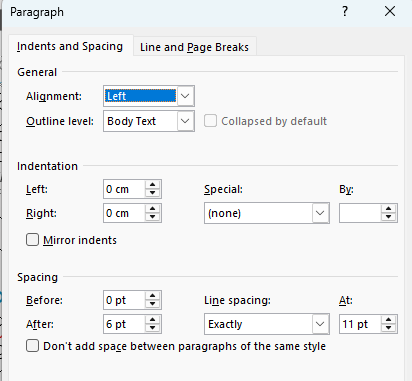 Paragraph ? ×
Indents and Spacing Line and Page Breaks
General
Alignment: Left
Outline level: Body Text Collapsed by default
Indentation
Left: 0 cm Special: By:
Right: 0 cm (none)
Mirror indents
Spacing
Before: 0 pt Line spacing: At:
After: 6 pt Exactly 11 pt
Don't add space between paragraphs of the same style